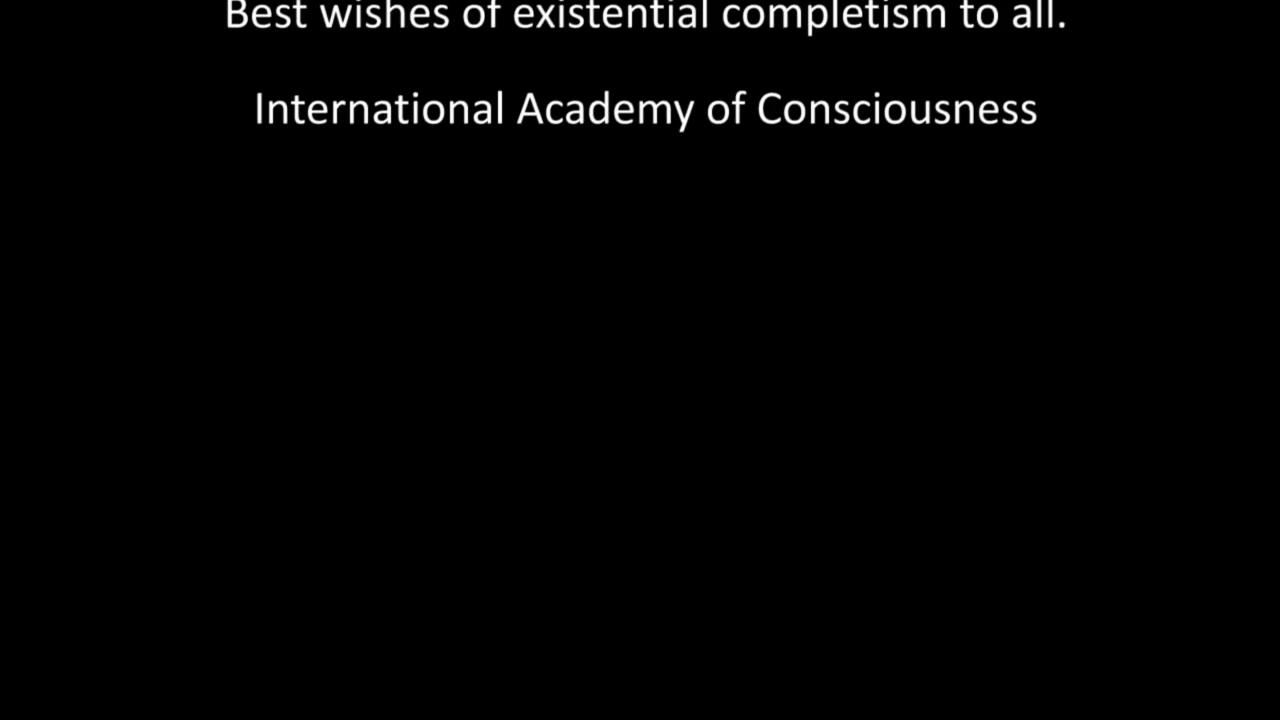 Best wishes of existential completism to all.
International Academy of Consciousness